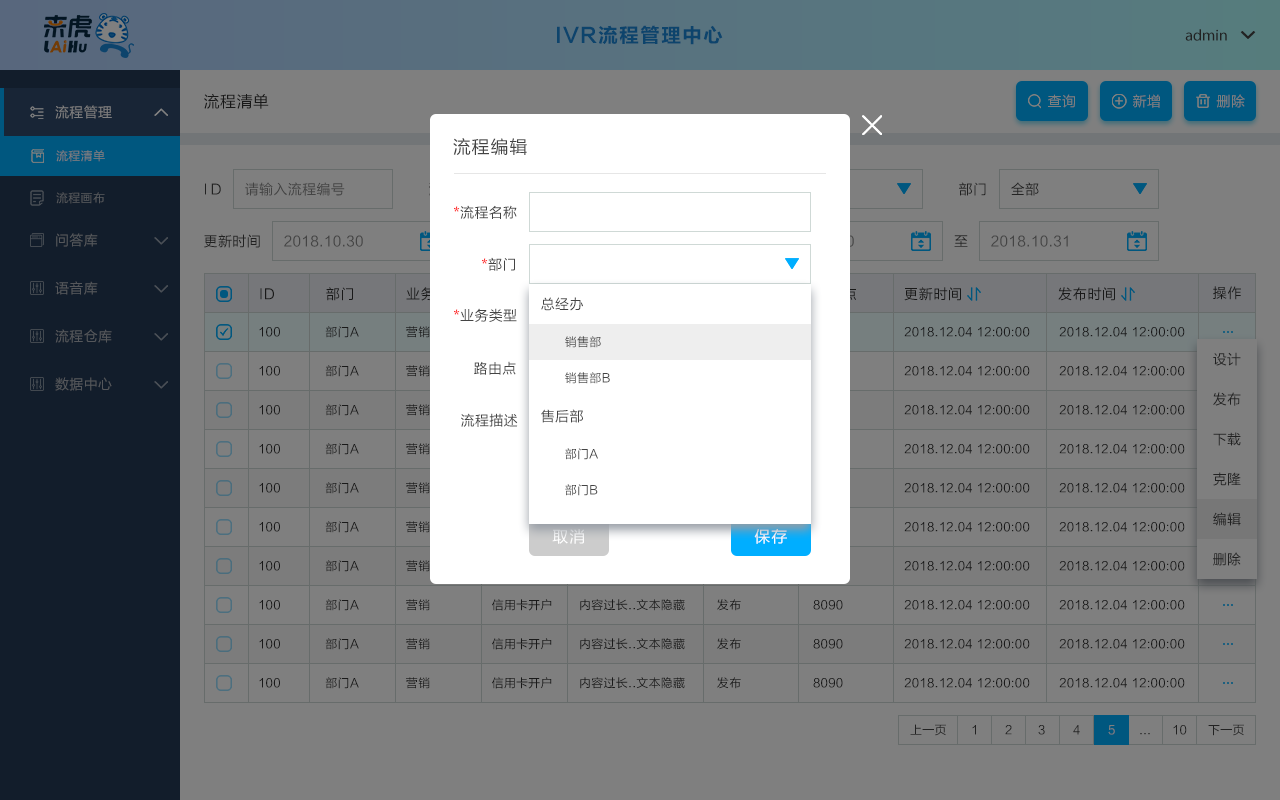 来虎
LAiHu
IVR流程管理中心
admin
流程管理
流程清单
流程画布
问答库
语音库
流程仓库
数据中心
流程清单
查询
新增
删除
ID
请输入流程编号
部门
全部
更新时间
2018.10.30
至
2018.10.31
ID 部门 更新时间 发布时间 操作
100 部门A 营销 2018.12.04 12:00:00 2018.12.04 12:00:00 ...
100 部门A 营销 2018.12.04 12:00:00 2018.12.04 12:00:00
100 部门A 营销 2018.12.04 12:00:00 2018.12.04 12:00:00
100 部门A 营销 2018.12.04 12:00:00 2018.12.04 12:00:00
100 部门A 营销 2018.12.04 12:00:00 2018.12.04 12:00:00
100 部门A 营销 2018.12.04 12:00:00 2018.12.04 12:00:00
100 部门A 营销 2018.12.04 12:00:00 2018.12.04 12:00:00
100 部门A 营销 信用卡开户 内容过长..文本隐藏 发布 8090 2018.12.04 12:00:00 2018.12.04 12:00:00 ...
100 部门A 营销 信用卡开户 内容过长..文本隐藏 发布 8090 2018.12.04 12:00:00 2018.12.04 12:00:00 ...
100 部门A 营销 信用卡开户 内容过长..文本隐藏 发布 8090 2018.12.04 12:00:00 2018.12.04 12:00:00 ...
设计
发布
下载
克隆
编辑
删除
上一页 1 2 3 4 5 ... 10 下一页
流程编辑
*流程名称
*部门
*业务类型
路由点
流程描述
总经办
销售部
销售部B
售后部
部门A
部门B
取消
保存